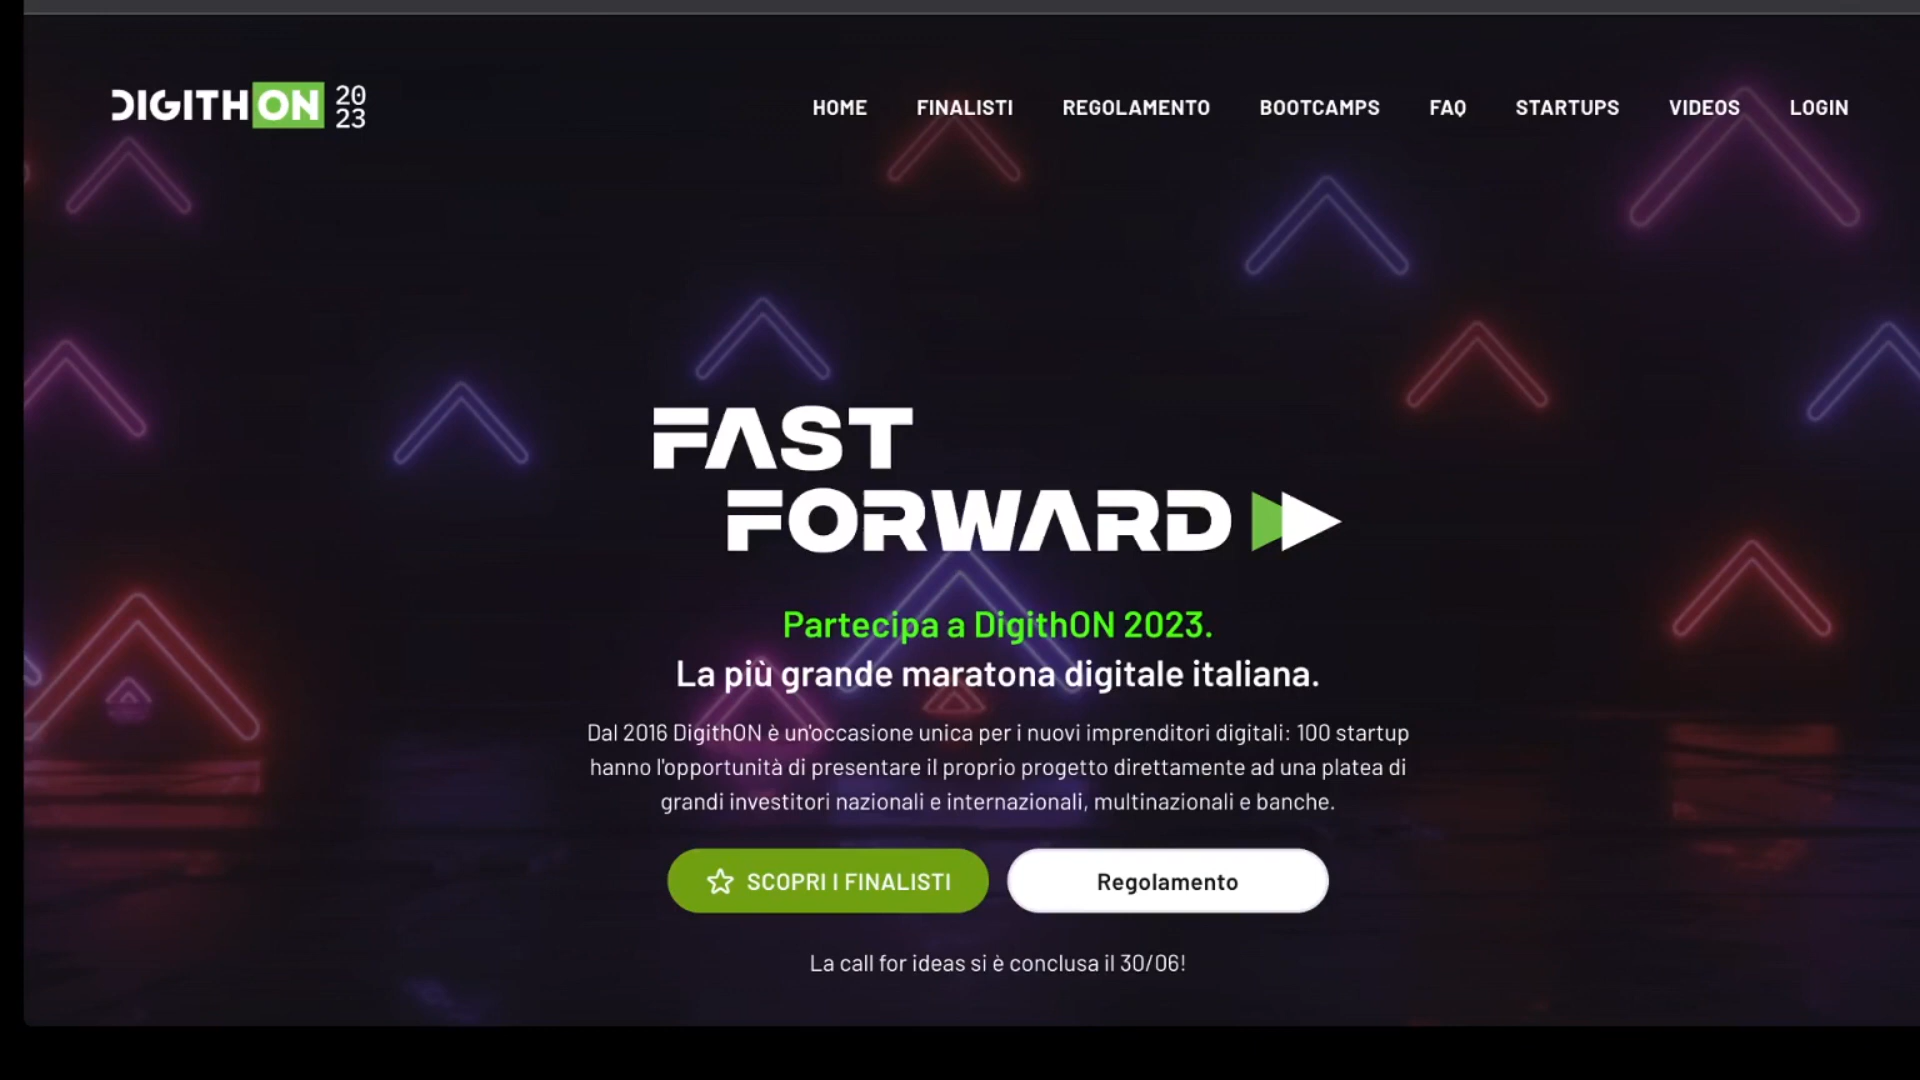 DIGITHON 2023
HOME FINALISTI REGOLAMENTO BOOTCAMPS FAQ STARTUPS VIDEOS LOGIN
FAST
FORWARD
Partecipa a DigithON 2023.
La più grande maratona digitale italiana.
Dal 2016 DigithON è un'occasione unica per i nuovi imprenditori digitali: 100 startup
hanno l'opportunità di presentare il proprio progetto direttamente ad una platea di
grandi investitori nazionali e internazionali, multinazionali e banche.
SCOPRI I FINALISTI Regolamento
La call for ideas si è conclusa il 30/06!